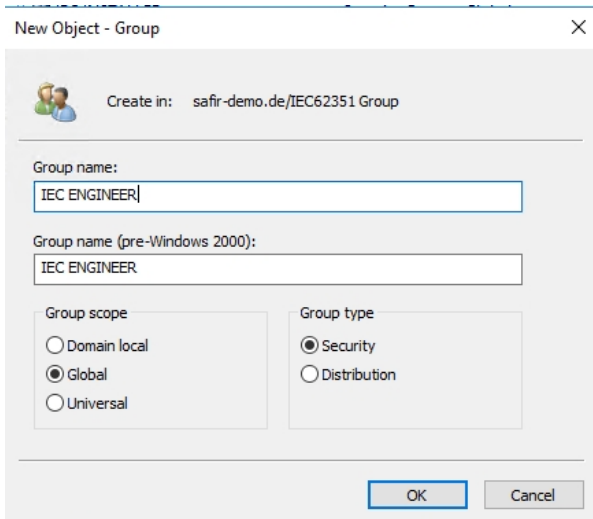 New Object - Group
Create in: safir-demo.de/IEC62351 Group
Group name:
IEC ENGINEER
Group name (pre-Windows 2000):
IEC ENGINEER
Group scope
Domain local
Global
Universal
Group type
Security
Distribution
OK
Cancel